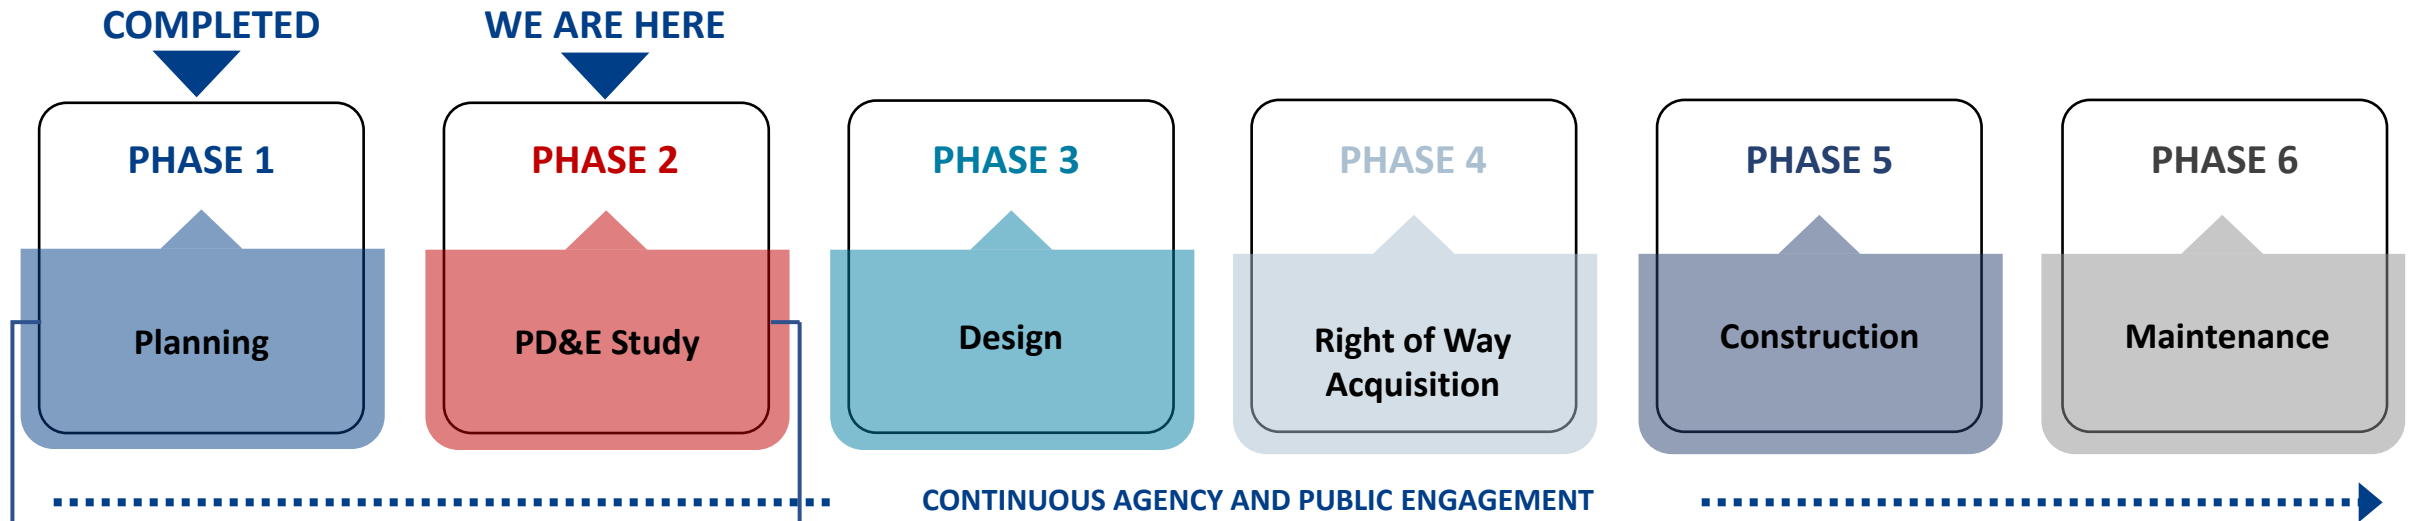 COMPLETED
WE ARE HERE
PHASE 1
PHASE 2
PHASE 3
PHASE 4
PHASE 5
PHASE 6
Planning
PD&E Study
Design
Right of Way
Acquisition
Construction
Maintenance
CONTINUOUS AGENCY AND PUBLIC ENGAGEMENT